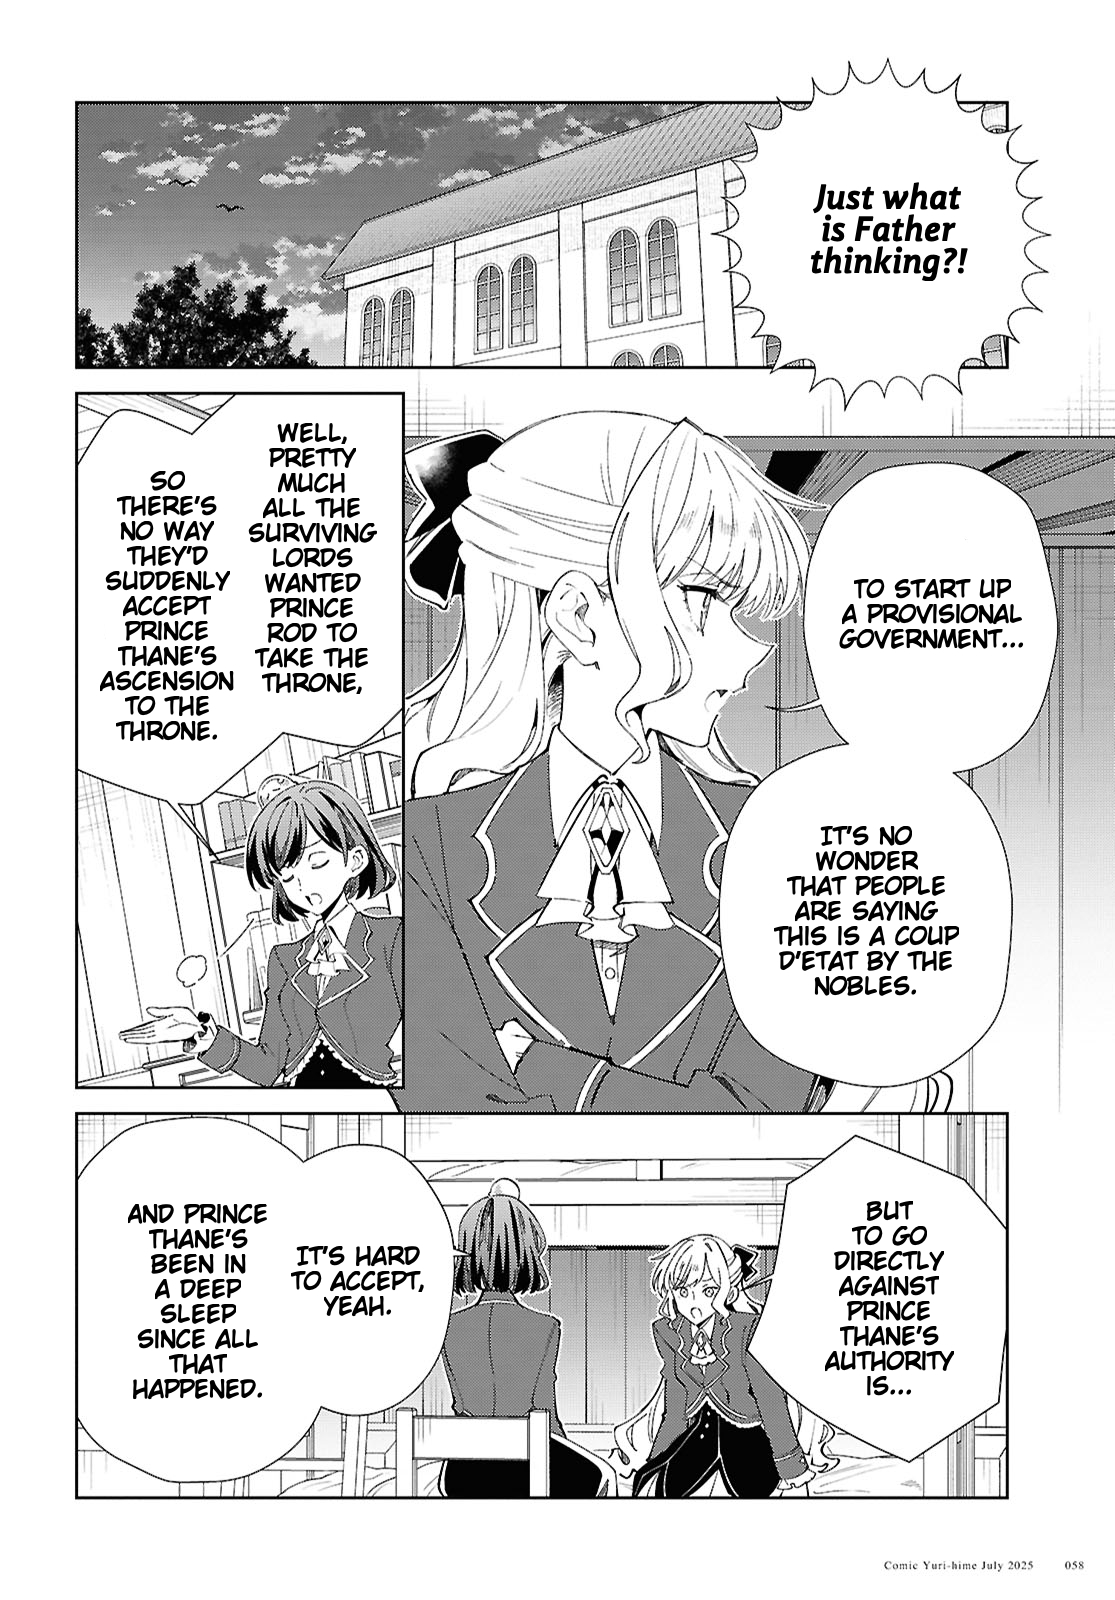 Just what
is Father
thinking?!
TO START UP
A PROVISIONAL
GOVERNMENT...
IT'S NO
WONDER
THAT PEOPLE
ARE SAYING
THIS IS A COUP
D'ETAT BY THE
NOBLES.
WELL,
PRETTY
MUCH
ALL THE
SURVIVING
LORDS
WANTED
PRINCE
ROD TO
TAKE THE
THRONE,
SO
THERE'S
NO WAY
THEY'D
SUDDENLY
ACCEPT
PRINCE
THANE'S
ASCENSION
TO THE
THRONE.
BUT
TO GO
DIRECTLY
AGAINST
PRINCE
THANE'S
AUTHORITY
IS...
IT'S HARD
TO ACCEPT,
YEAH.
AND PRINCE
THANE'S
BEEN IN
A DEEP
SLEEP
SINCE ALL
THAT
HAPPENED.
Comic Yuri-hime July 2025 058